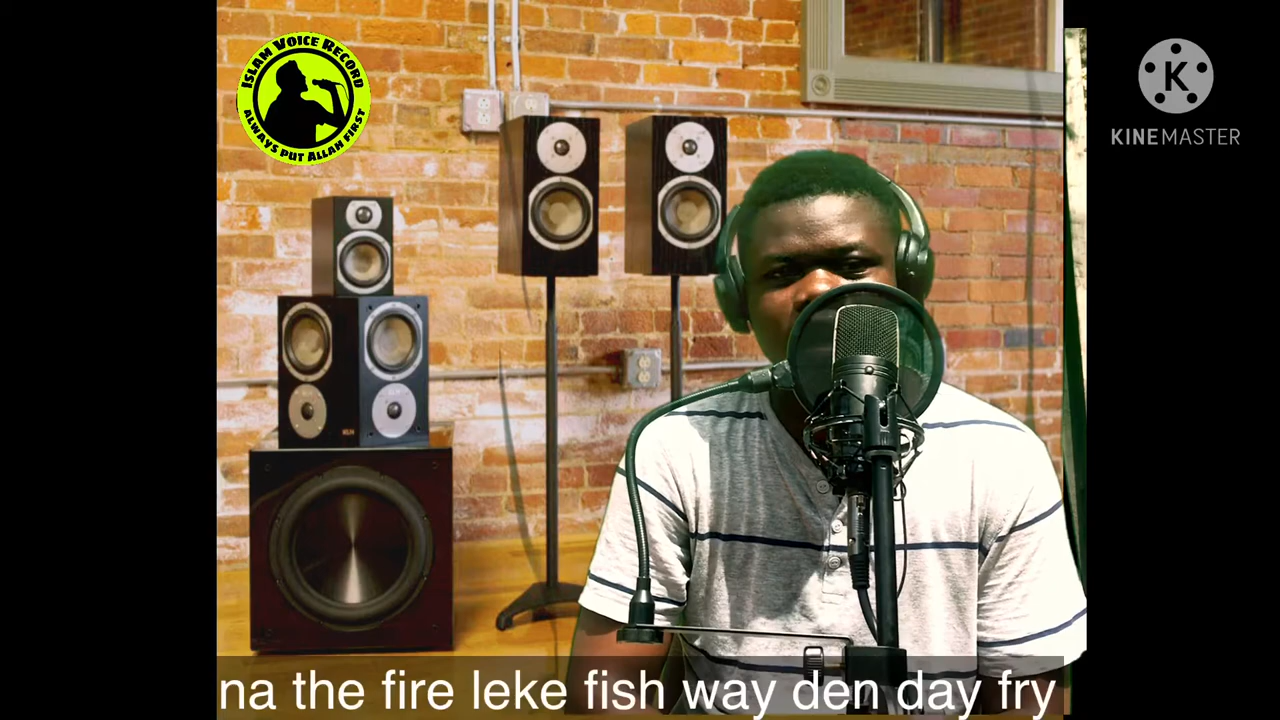 ISLAM VOICE RECORD
ALWAYS PUT ALLAH FIRST
K
KINEMASTER
na the fire leke fish way den day fry